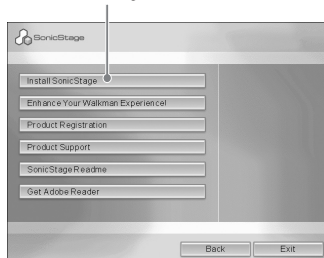 SonicStage
Install SonicStage
Enhance Your Walkman Experience!
Product Registration
Product Support
SonicStage Readme
Get Adobe Reader
Back
Exit